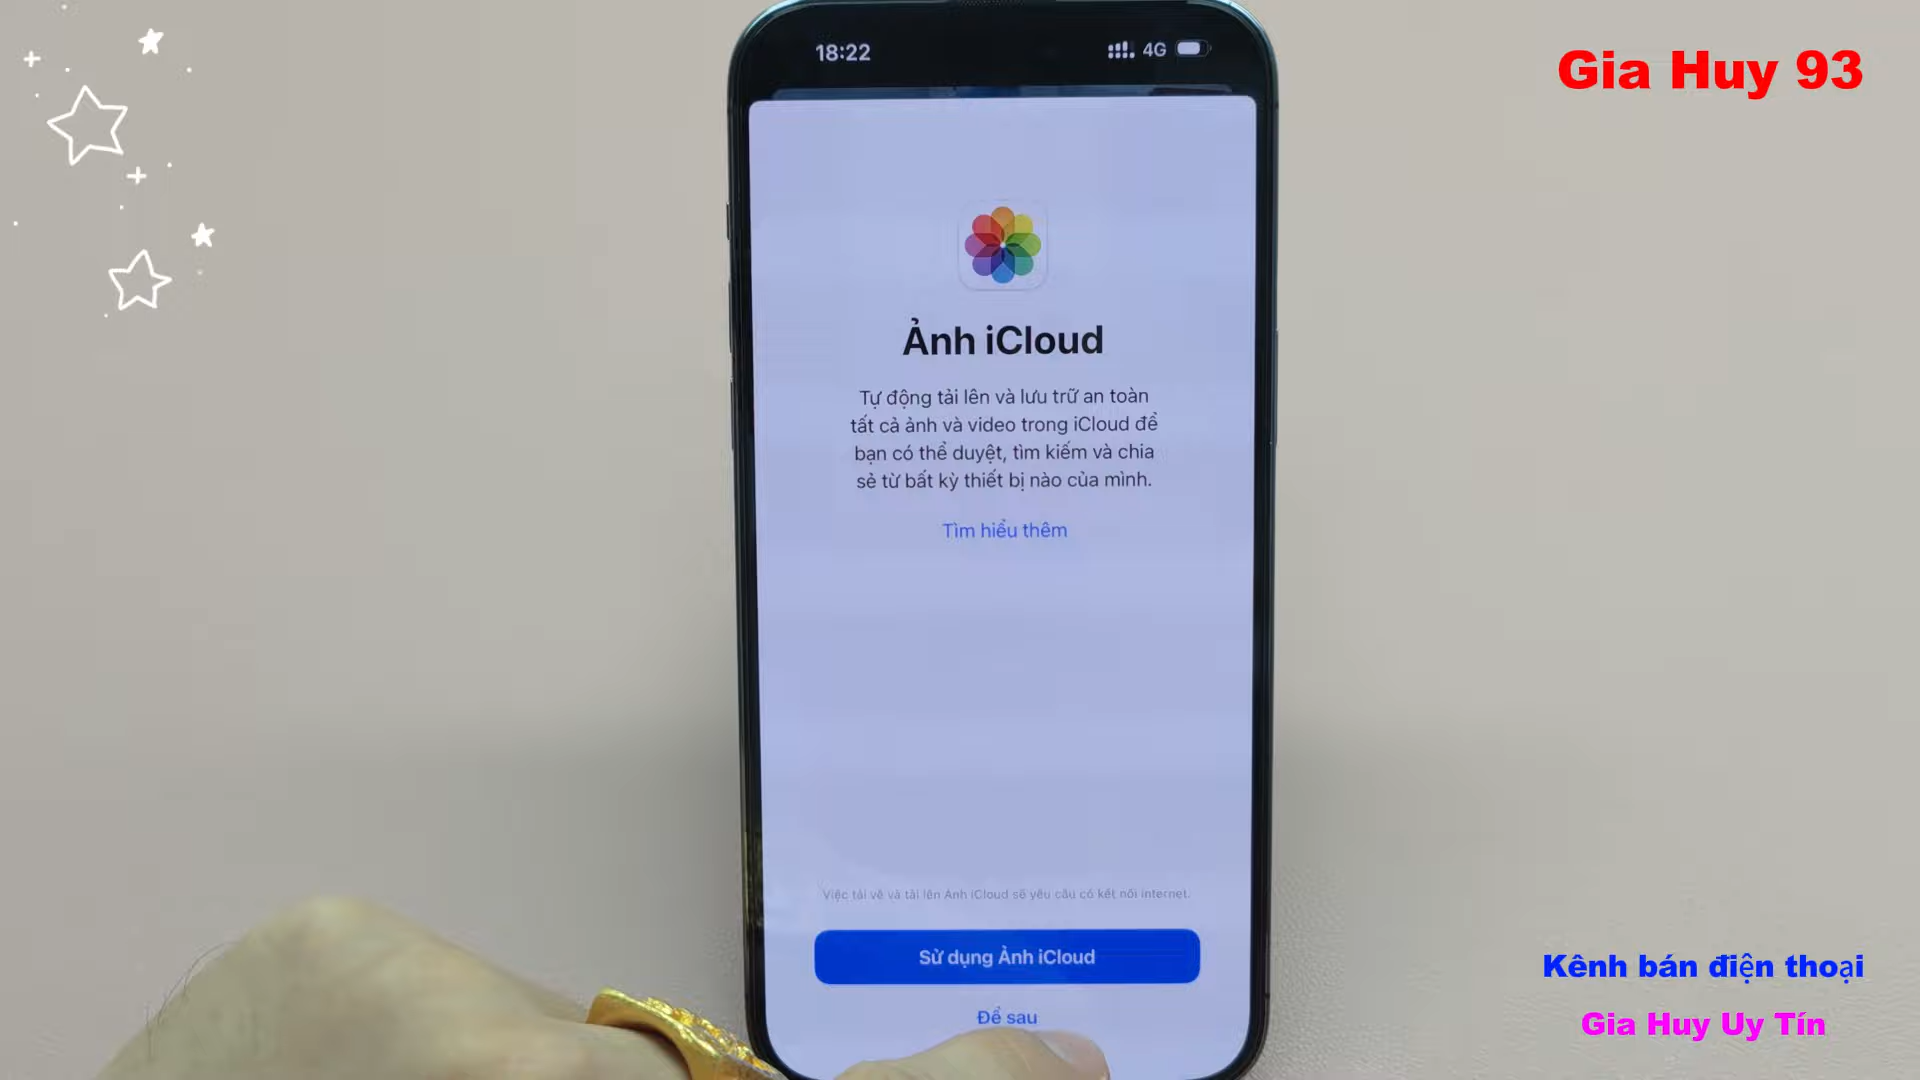 18:22
4G
Gia Huy 93
Ảnh iCloud
Tự động tải lên và lưu trữ an toàn
tất cả ảnh và video trong iCloud để
bạn có thể duyệt, tìm kiếm và chia
sẻ từ bất kỳ thiết bị nào của mình.
Tìm hiểu thêm
Việc tải về và tải lên Ảnh iCloud sẽ yêu cầu có kết nối internet.
Sử dụng Ảnh iCloud
Để sau
Kênh bán điện thoại
Gia Huy Uy Tín